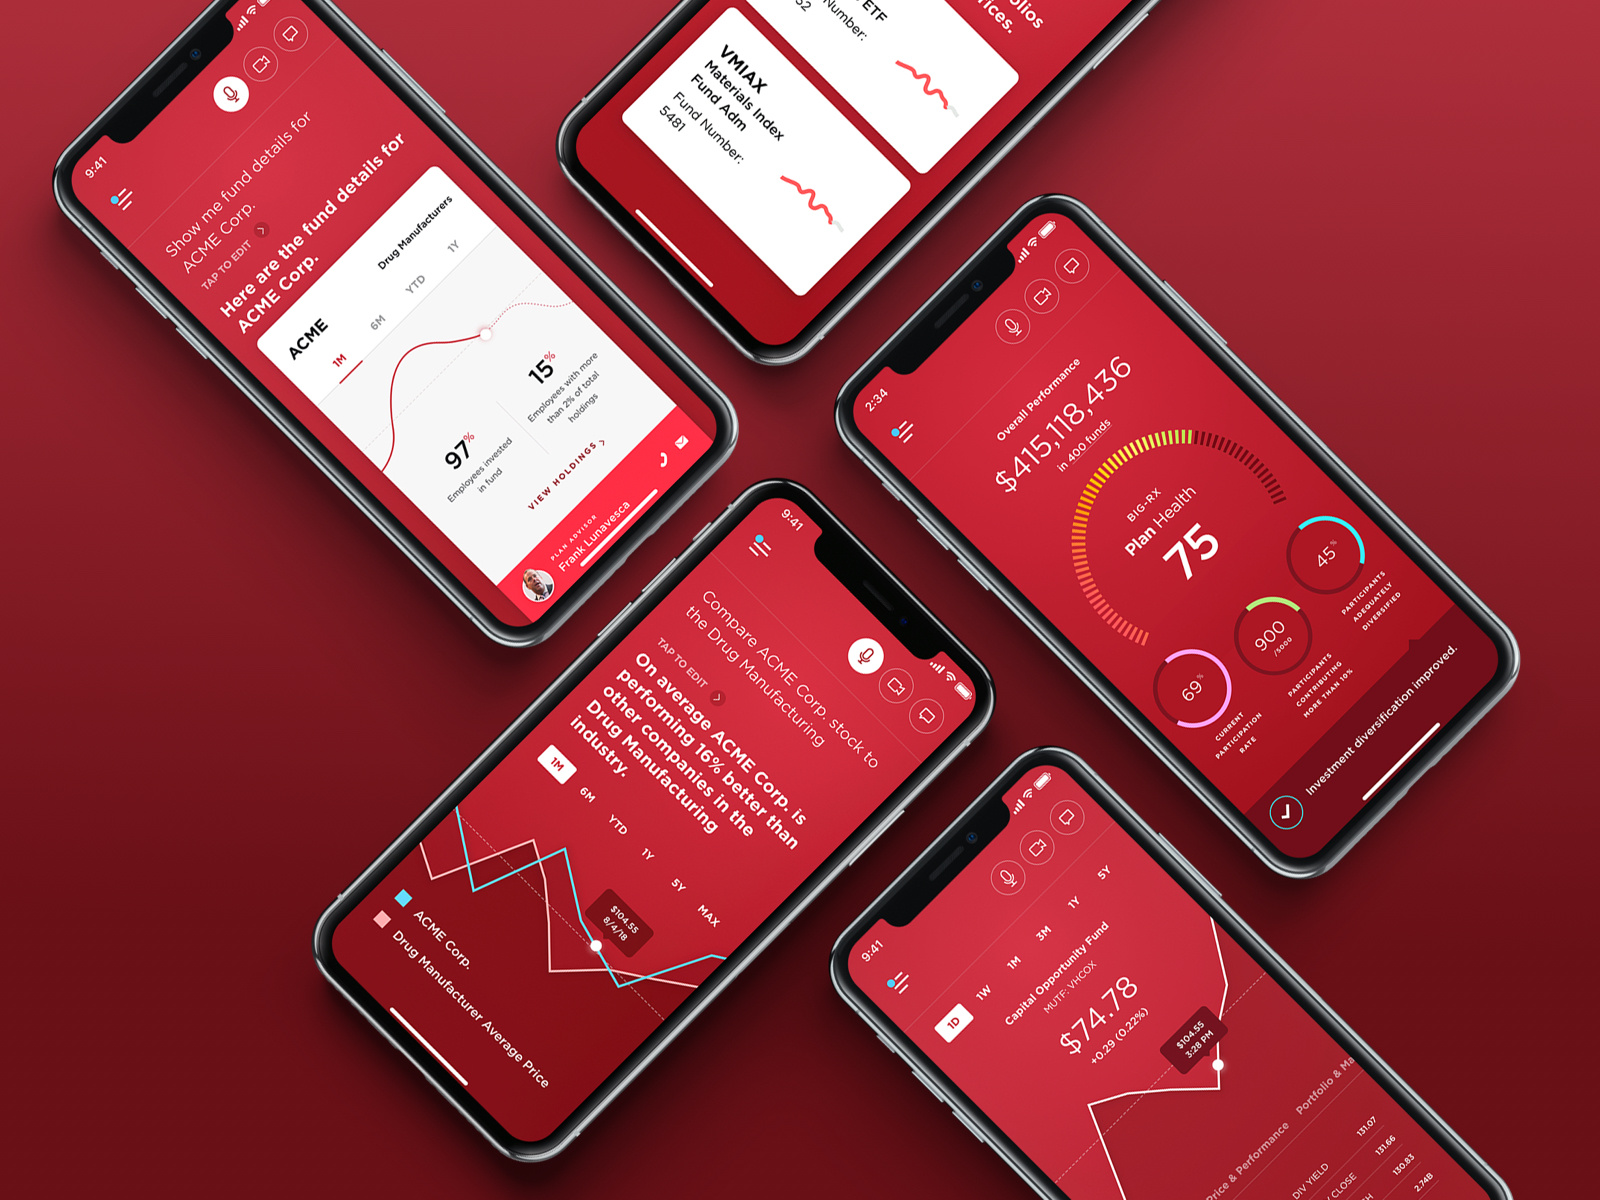 9:41
Show me fund details for
ACME Corp.
TAP TO EDIT
Here are the fund details for
ACME Corp.
ACME
Drug Manufacturers
1M
6M
YTD
1Y
97%
Employees invested
in fund
15%
Employees with more
than 2% of total
holdings
VIEW HOLDINGS
PLAN ADVISOR
Frank Lunavesca
ETF
Number:
VMIAX
Materials Index
Fund Adm
Fund Number:
5481
2:34
Overall Performance
$415,118,436
in 400 funds
BIG-RX
Plan Health
75
69%
CURRENT
PARTICIPATION
RATE
900
/5000
PARTICIPANTS
CONTRIBUTING
MORE THAN 10%
45%
PARTICIPANTS
ADEQUATELY
DIVERSIFIED
Investment diversification improved.
9:41
Compare ACME Corp. stock to
the Drug Manufacturing
TAP TO EDIT
On average ACME Corp. is
performing 16% better than
other companies in the
Drug Manufacturing
industry.
1M
6M
YTD
1Y
5Y
MAX
$104.55
8/4/18
ACME Corp.
Drug Manufacturer Average Price
9:41
1D
1W
1M
3M
1Y
5Y
Capital Opportunity Fund
MUTF: VHCOX
$74.78
+0.29 (0.22%)
$104.55
3:28 PM
Price & Performance
Portfolio & Ma
DIV YIELD
131.07
CLOSE
131.66
130.83
2.74B